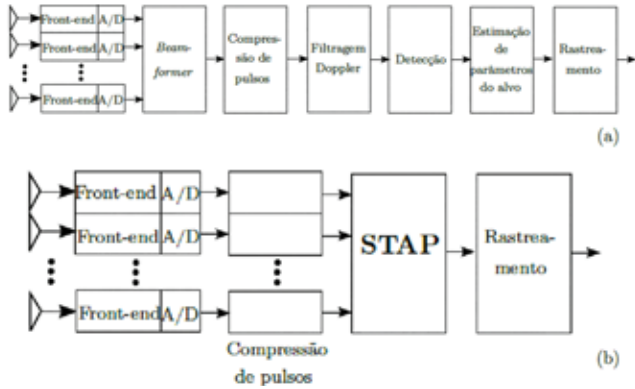 Front-end A/D
Front-end A/D
Front-end A/D
Beam-
former
Compres-
são de
pulsos
Filtragem
Doppler
Detecção
Estimação
de
parâmetros
do alvo
Rastrea-
mento
(a)
Front-end A/D
Front-end A/D
Front-end A/D
Compressão
de pulsos
STAP
Rastrea-
mento
(b)